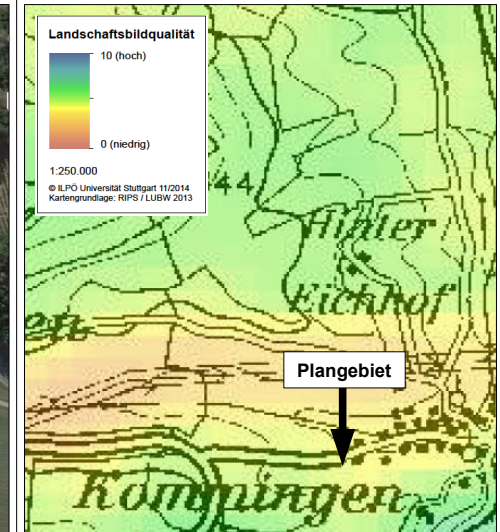 Landschaftsbildqualität
10 (hoch)
0 (niedrig)
1:250.000
© ILPÖ Universität Stuttgart 11/2014
Kartengrundlage: RIPS / LUBW 2013
44
Hinter
Eichhof
en
Plangebiet
Kommingen